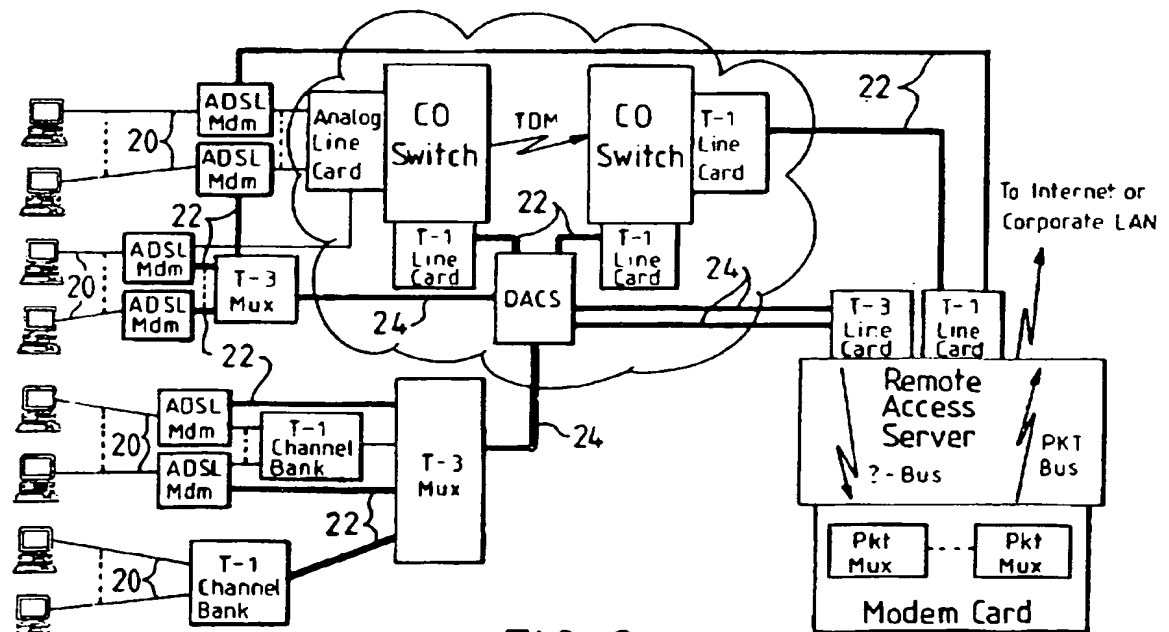 22
ADSL
Mdm
20
ADSL
Mdm
Analog
Line
Card
CO
Switch
TDM
CO
Switch
T-1
Line
Card
22
To Internet or
Corporate LAN
22
ADSL
Mdm
20
ADSL
Mdm
22
T-3
Mux
24
T-1
Line
Card
22
T-1
Line
Card
DACS
24
T-3
Line
Card
T-1
Line
Card
Remote
Access
Server
?-Bus
PKT
Bus
22
ADSL
Mdm
20
ADSL
Mdm
T-1
Channel
Bank
T-3
Mux
24
22
20
T-1
Channel
Bank
Pkt
Mux
Pkt
Mux
Modem Card